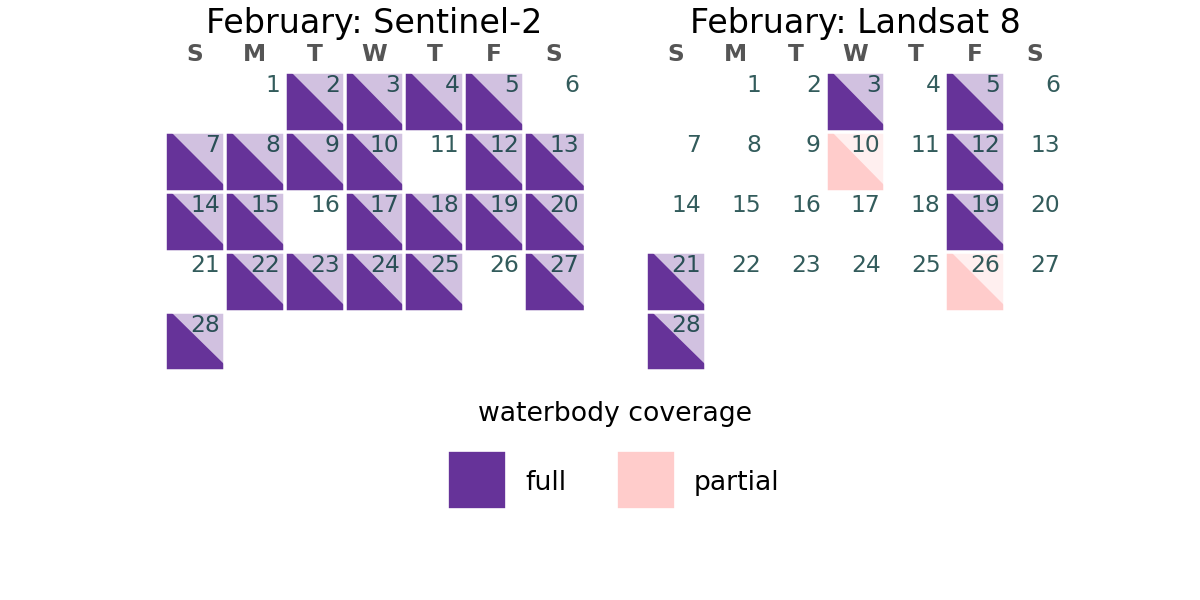 February: Sentinel-2
S M T W T F S
1 2 3 4 5 6
7 8 9 10 11 12 13
14 15 16 17 18 19 20
21 22 23 24 25 26 27
28
February: Landsat 8
S M T W T F S
1 2 3 4 5 6
7 8 9 10 11 12 13
14 15 16 17 18 19 20
21 22 23 24 25 26 27
28
waterbody coverage
full partial